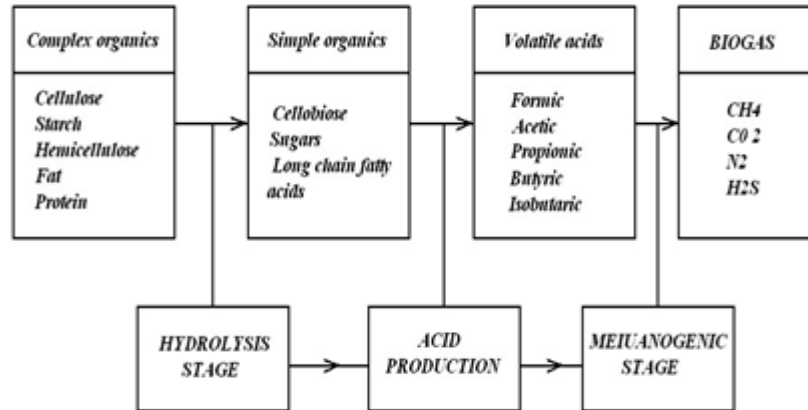 Complex organics
Cellulose
Starch
Hemicellulose
Fat
Protein
Simple organics
Cellobiose
Sugars
Long chain fatty
acids
Volatile acids
Formic
Acetic
Propionic
Butyric
Isobutaric
BIOGAS
CH4
C0 2
N2
H2S
HYDROLYSIS
STAGE
ACID
PRODUCTION
MEIUANOGENIC
STAGE